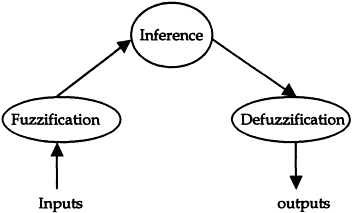 Inference
Fuzzification
Defuzzification
Inputs
outputs